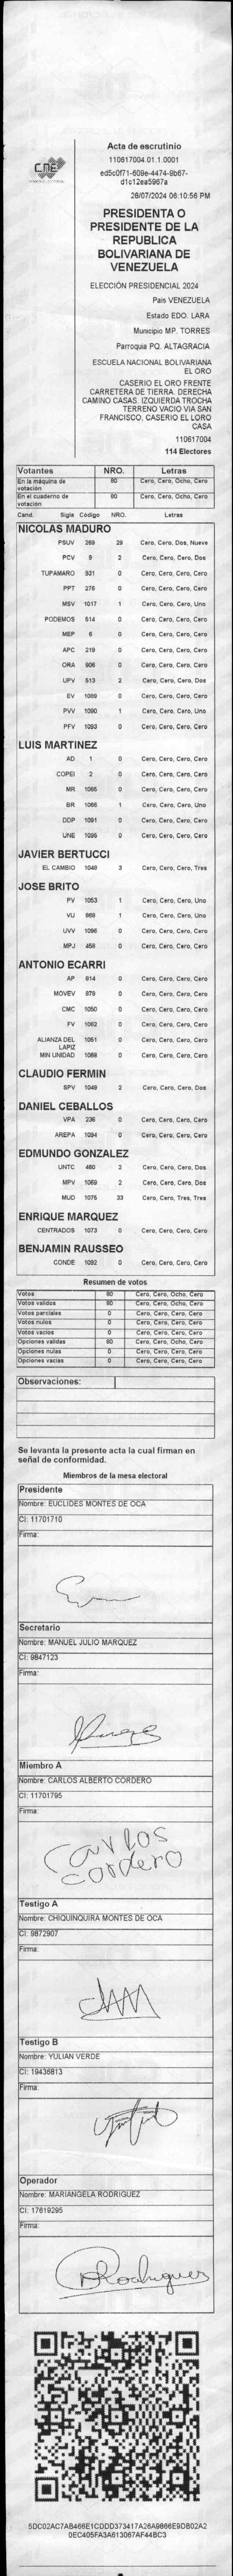 CNE
Acta de escrutinio
110617004.01.1.0001
ed5c0f71-609e-4474-9b67-
d1c12ea5967a
28/07/2024 06:10:56 PM
PRESIDENTA O
PRESIDENTE DE LA
REPUBLICA
BOLIVARIANA DE
VENEZUELA
ELECCIÓN PRESIDENCIAL 2024
Pais VENEZUELA
Estado EDO. LARA
Municipio MP. TORRES
Parroquia PQ. ALTAGRACIA
ESCUELA NACIONAL BOLIVARIANA
EL ORO
CASERIO EL ORO FRENTE
CARRETERA DE TIERRA. DERECHA
CAMINO CASAS. IZQUIERDA TROCHA
TERRENO VACIO VIA SAN
FRANCISCO, CASERIO EL LORO
CASA
110617004
114 Electores
Votantes NRO. Letras
En la máquina de votación 80 Cero, Cero, Ocho, Cero
En el cuaderno de votación 80 Cero, Cero, Ocho, Cero
Cand. Sigla Código NRO. Letras
NICOLAS MADURO
PSUV 269 29 Cero, Cero, Dos, Nueve
PCV 9 2 Cero, Cero, Cero, Dos
TUPAMARO 931 0 Cero, Cero, Cero, Cero
PPT 276 0 Cero, Cero, Cero, Cero
MSV 1017 1 Cero, Cero, Cero, Uno
PODEMOS 514 0 Cero, Cero, Cero, Cero
MEP 6 0 Cero, Cero, Cero, Cero
APC 219 0 Cero, Cero, Cero, Cero
ORA 906 0 Cero, Cero, Cero, Cero
UPV 513 2 Cero, Cero, Cero, Dos
EV 1089 0 Cero, Cero, Cero, Cero
PVV 1090 1 Cero, Cero, Cero, Uno
PFV 1093 0 Cero, Cero, Cero, Cero
LUIS MARTINEZ
AD 1 0 Cero, Cero, Cero, Cero
COPEI 2 0 Cero, Cero, Cero, Cero
MR 1055 0 Cero, Cero, Cero, Cero
BR 1066 1 Cero, Cero, Cero, Uno
DDP 1091 0 Cero, Cero, Cero, Cero
UNE 1095 0 Cero, Cero, Cero, Cero
JAVIER BERTUCCI
EL CAMBIO 1048 3 Cero, Cero, Cero, Tres
JOSE BRITO
PV 1053 1 Cero, Cero, Cero, Uno
VU 968 1 Cero, Cero, Cero, Uno
UVV 1096 0 Cero, Cero, Cero, Cero
MPJ 458 0 Cero, Cero, Cero, Cero
ANTONIO ECARRI
AP 914 0 Cero, Cero, Cero, Cero
MOVEV 979 0 Cero, Cero, Cero, Cero
CMC 1050 0 Cero, Cero, Cero, Cero
FV 1062 0 Cero, Cero, Cero, Cero
ALIANZA DEL LAPIZ 1051 0 Cero, Cero, Cero, Cero
MIN UNIDAD 1068 0 Cero, Cero, Cero, Cero
CLAUDIO FERMIN
SPV 1049 2 Cero, Cero, Cero, Dos
DANIEL CEBALLOS
VPA 236 0 Cero, Cero, Cero, Cero
AREPA 1094 0 Cero, Cero, Cero, Cero
EDMUNDO GONZALEZ
UNTC 460 2 Cero, Cero, Cero, Dos
MPV 1069 2 Cero, Cero, Cero, Dos
MUD 1075 33 Cero, Cero, Tres, Tres
ENRIQUE MARQUEZ
CENTRADOS 1073 0 Cero, Cero, Cero, Cero
BENJAMIN RAUSSEO
CONDE 1092 0 Cero, Cero, Cero, Cero
Resumen de votos
Votos 80 Cero, Cero, Ocho, Cero
Votos validos 80 Cero, Cero, Ocho, Cero
Votos parciales 0 Cero, Cero, Cero, Cero
Votos nulos 0 Cero, Cero, Cero, Cero
Votos vacíos 0 Cero, Cero, Cero, Cero
Opciones validas 80 Cero, Cero, Ocho, Cero
Opciones nulas 0 Cero, Cero, Cero, Cero
Opciones vacias 0 Cero, Cero, Cero, Cero
Observaciones:
Se levanta la presente acta la cual firman en
señal de conformidad.
Miembros de la mesa electoral
Presidente
Nombre: EUCLIDES MONTES DE OCA
CI: 11701710
Firma:
Secretario
Nombre: MANUEL JULIO MARQUEZ
CI: 9847123
Firma:
Miembro A
Nombre: CARLOS ALBERTO CORDERO
CI: 11701795
Firma:
Carlos
Cordero
Testigo A
Nombre: CHIQUINQUIRA MONTES DE OCA
CI: 9872907
Firma:
Testigo B
Nombre: YULIAN VERDE
CI: 19436813
Firma:
Operador
Nombre: MARIANGELA RODRIGUEZ
CI: 17619295
Firma:
5DC02AC7AB466E1CDDD373417A26A9866E9DB02A2
0EC405FA3A613067AF44BC3